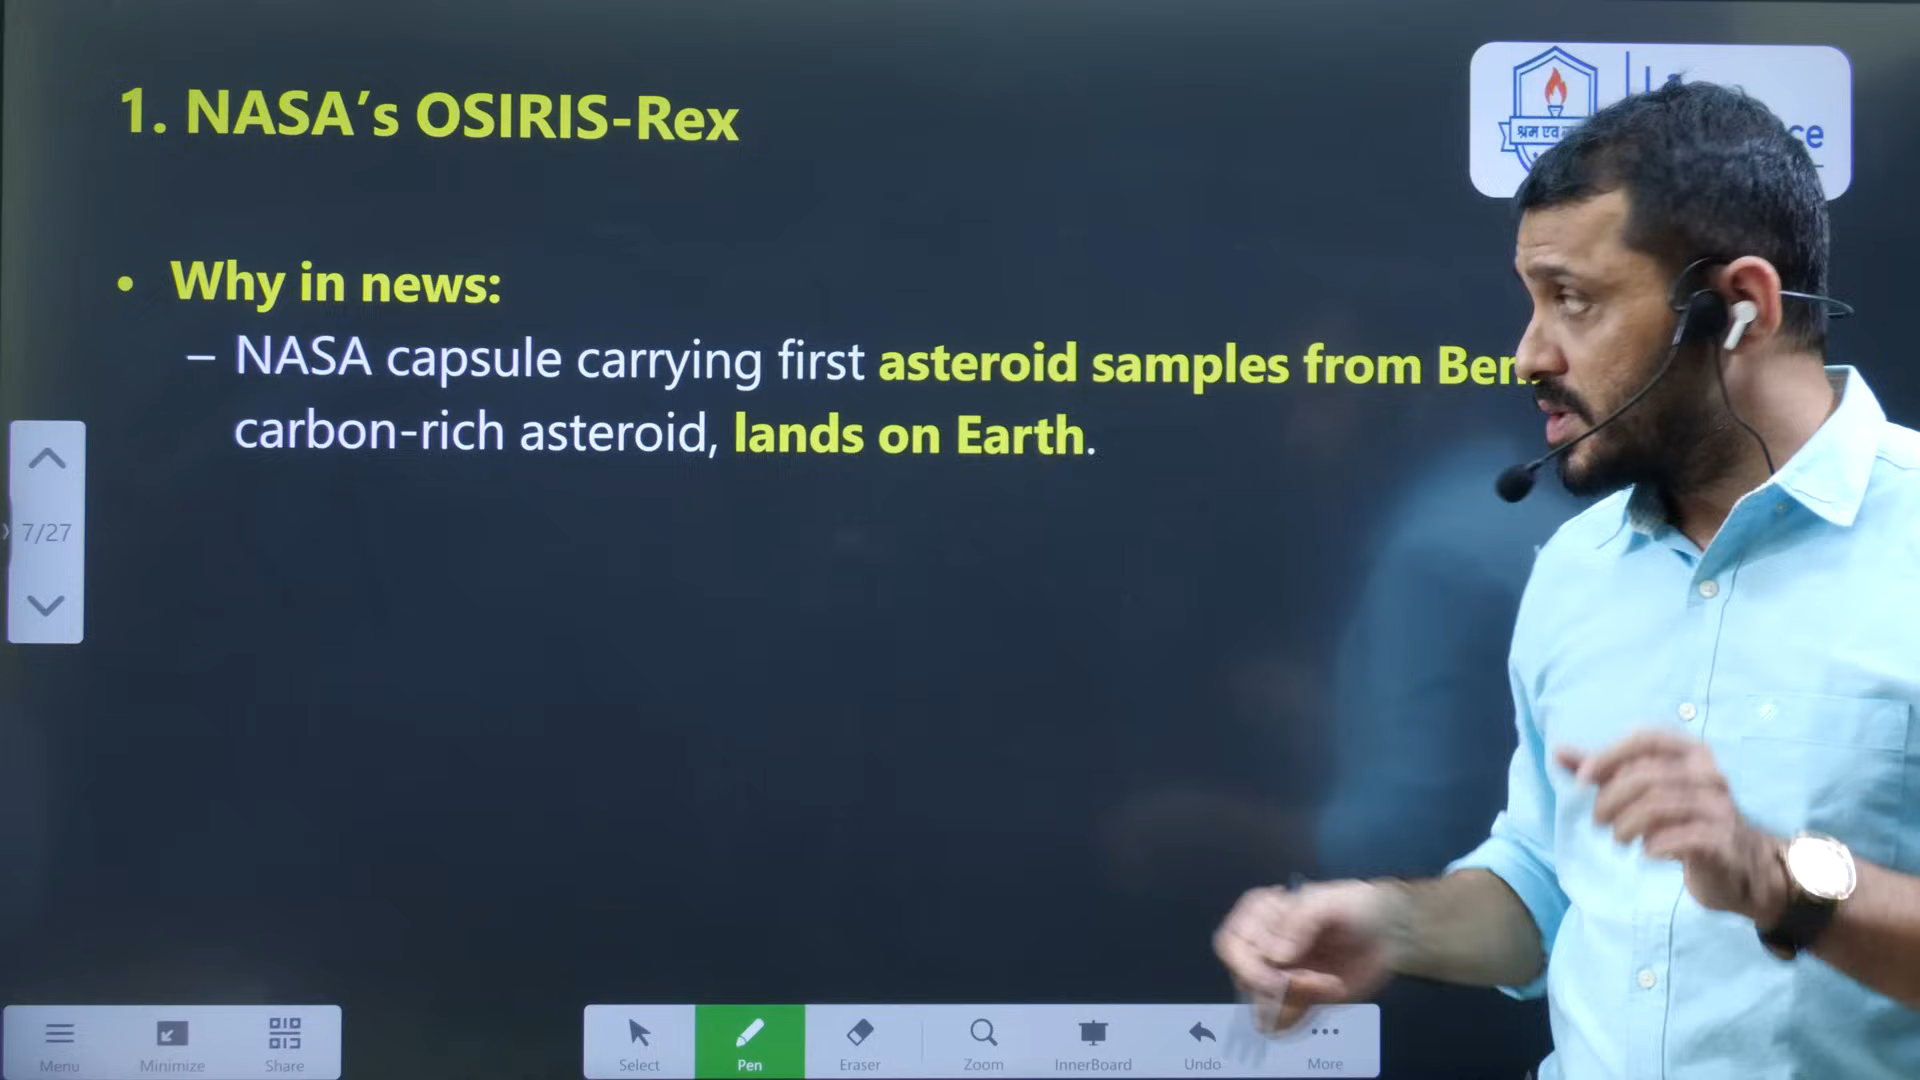 1. NASA’s OSIRIS-Rex
श्रम एव
ce
• Why in news:
– NASA capsule carrying first asteroid samples from
carbon-rich asteroid, lands on Earth.
7/27
Menu
Minimize
Share
Select
Pen
Eraser
Zoom
InnerBoard
Undo
More